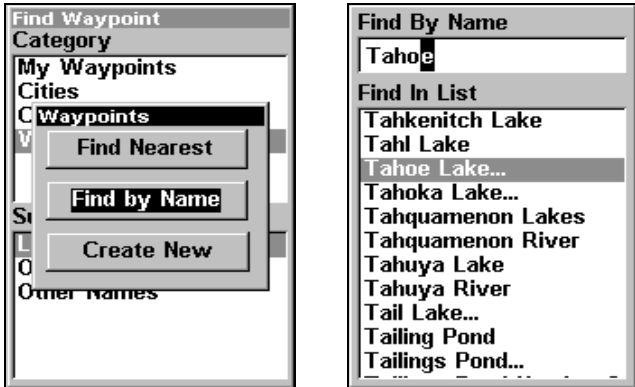 Find Waypoint
Category
My Waypoints
Cities
C
Waypoints
W
Find Nearest
Find by Name
Su
Create New
L
O
Other Names
Find By Name
Tahoe
Find In List
Tahkenitch Lake
Tahl Lake
Tahoe Lake...
Tahoka Lake...
Tahquamenon Lakes
Tahquamenon River
Tahuya Lake
Tahuya River
Tail Lake...
Tailing Pond
Tailings Pond...